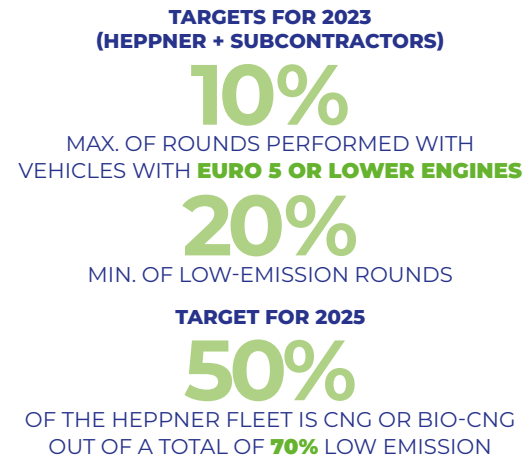 TARGETS FOR 2023
(HEPPNER + SUBCONTRACTORS)
10%
MAX. OF ROUNDS PERFORMED WITH
VEHICLES WITH EURO 5 OR LOWER ENGINES
20%
MIN. OF LOW-EMISSION ROUNDS
TARGET FOR 2025
50%
OF THE HEPPNER FLEET IS CNG OR BIO-CNG
OUT OF A TOTAL OF 70% LOW EMISSION